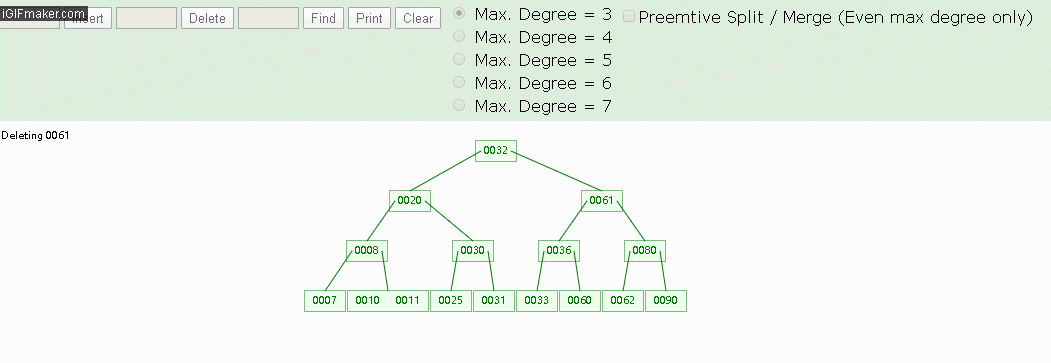 iGIFmaker.com
Insert Delete Find Print Clear
Max. Degree = 3
Max. Degree = 4
Max. Degree = 5
Max. Degree = 6
Max. Degree = 7
Preemtive Split / Merge (Even max degree only)
Deleting 0061
0032
0020 0061
0008 0030 0036 0080
0007 0010 0011 0025 0031 0033 0060 0062 0090